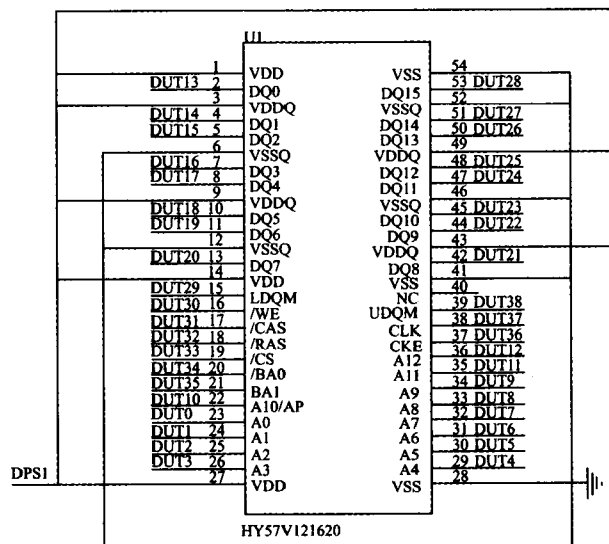 U1
1 VDD VSS 54
DUT13 2 DQ0 DQ15 53 DUT28
3 VDDQ VSSQ 52
DUT14 4 DQ1 DQ14 51 DUT27
DUT15 5 DQ2 DQ13 50 DUT26
6 VSSQ VDDQ 49
DUT16 7 DQ3 DQ12 48 DUT25
DUT17 8 DQ4 DQ11 47 DUT24
9 VDDQ VSSQ 46
DUT18 10 DQ5 DQ10 45 DUT23
DUT19 11 DQ6 DQ9 44 DUT22
12 VSSQ VDDQ 43
DUT20 13 DQ7 DQ8 42 DUT21
14 VDD VSS 41
DUT29 15 LDQM NC 40
DUT30 16 /WE UDQM 39 DUT38
DUT31 17 /CAS CLK 38 DUT37
DUT32 18 /RAS CKE 37 DUT36
DUT33 19 /CS A12 36 DUT12
DUT34 20 /BA0 A11 35 DUT11
DUT35 21 BA1 A9 34 DUT9
DUT10 22 A10/AP A8 33 DUT8
DUT0 23 A0 A7 32 DUT7
DUT1 24 A1 A6 31 DUT6
DUT2 25 A2 A5 30 DUT5
DUT3 26 A3 A4 29 DUT4
DPS1 27 VDD VSS 28
HY57V121620